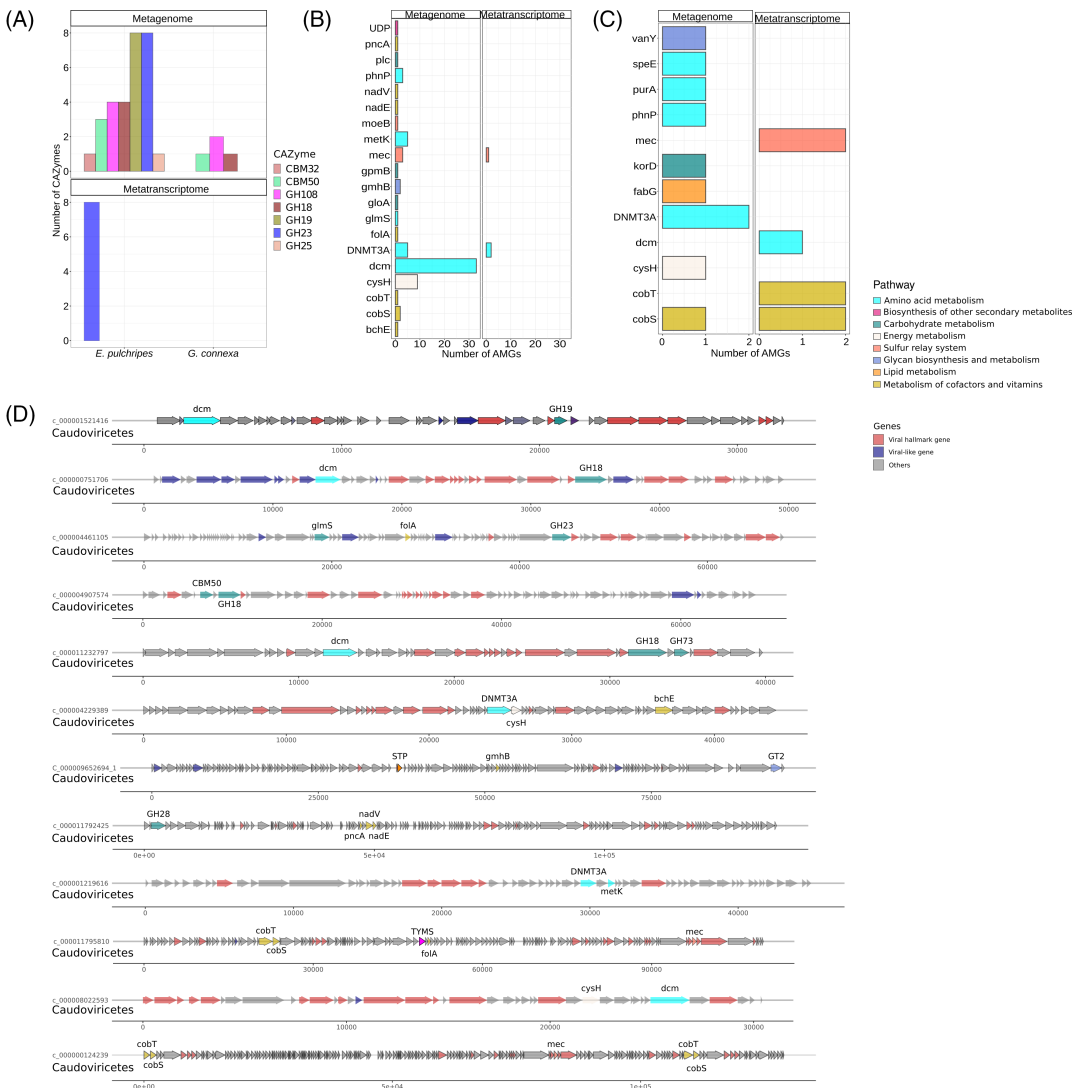 (A)
Metagenome
8
6
4
2
0
Number of CAZymes
Metatranscriptome
8
6
4
2
0
E. pulchripes
G. connexa
CAZyme
CBM32
CBM50
GH108
GH18
GH19
GH23
GH25
(B)
Metagenome
Metatranscriptome
UDP
pncA
plc
phnP
nadV
nadE
moeB
metK
mec
gpmB
gmhB
gloA
glmS
folA
DNMT3A
dcm
cysH
cobT
cobS
bchE
0 10 20 30 0 10 20 30
Number of AMGs
(C)
Metagenome
Metatranscriptome
vanY
speE
purA
phnP
mec
korD
fabG
DNMT3A
dcm
cysH
cobT
cobS
0 1 2 0 1 2
Number of AMGs
Pathway
Amino acid metabolism
Biosynthesis of other secondary metabolites
Carbohydrate metabolism
Energy metabolism
Sulfur relay system
Glycan biosynthesis and metabolism
Lipid metabolism
Metabolism of cofactors and vitamins
Genes
Viral hallmark gene
Viral-like gene
Others
(D)
dcm GH19
c_000001521416
Caudoviricetes
0 10000 20000 30000
dcm GH18
c_000000751706
Caudoviricetes
0 10000 20000 30000 40000 50000
glmS folA GH23
c_000004461105
Caudoviricetes
0 20000 40000 60000
CBM50
c_000004907574
GH18
Caudoviricetes
0 20000 40000 60000
dcm GH18 GH73
c_000011232797
Caudoviricetes
0 10000 20000 30000 40000
DNMT3A bchE
c_000004229389
cysH
Caudoviricetes
0 10000 20000 30000 40000
STP gmhB GT2
C_000009652694_1
Caudoviricetes
0 25000 50000 75000
GH28 nadV
c_000011792425
pncA nadE
Caudoviricetes
0e+00 5e+04 1e+05
DNMT3A
c_000001219616
metK
Caudoviricetes
0 10000 20000 30000 40000
cobT TYMS mec
c_000011795810
cobS folA
Caudoviricetes
0 30000 60000 90000
cysH dcm
c_000008022593
Caudoviricetes
0 10000 20000 30000
cobT mec cobT
c_000000124239
cobS cobS
Caudoviricetes
0e+00 5e+04 1e+05